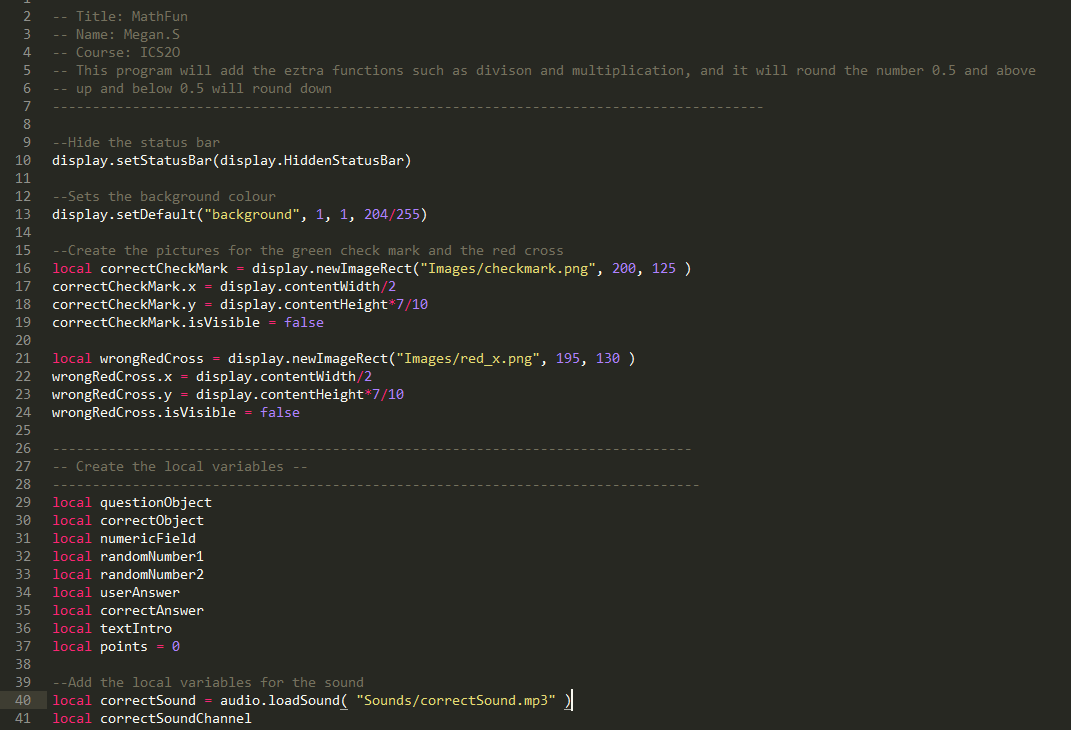 1
2 -- Title: MathFun
3 -- Name: Megan.S
4 -- Course: ICS2O
5 -- This program will add the eztra functions such as divison and multiplication, and it will round the number 0.5 and above
6 -- up and below 0.5 will round down
7 -----------------------------------------------------------------------------------------
8
9 --Hide the status bar
10 display.setStatusBar(display.HiddenStatusBar)
11
12 --Sets the background colour
13 display.setDefault("background", 1, 1, 204/255)
14
15 --Create the pictures for the green check mark and the red cross
16 local correctCheckMark = display.newImageRect("Images/checkmark.png", 200, 125 )
17 correctCheckMark.x = display.contentWidth/2
18 correctCheckMark.y = display.contentHeight*7/10
19 correctCheckMark.isVisible = false
20
21 local wrongRedCross = display.newImageRect("Images/red_x.png", 195, 130 )
22 wrongRedCross.x = display.contentWidth/2
23 wrongRedCross.y = display.contentHeight*7/10
24 wrongRedCross.isVisible = false
25
26 --------------------------------------------------------------------------------
27 -- Create the local variables --
28 ---------------------------------------------------------------------------------
29 local questionObject
30 local correctObject
31 local numericField
32 local randomNumber1
33 local randomNumber2
34 local userAnswer
35 local correctAnswer
36 local textIntro
37 local points = 0
38
39 --Add the local variables for the sound
40 local correctSound = audio.loadSound( "Sounds/correctSound.mp3" )
41 local correctSoundChannel